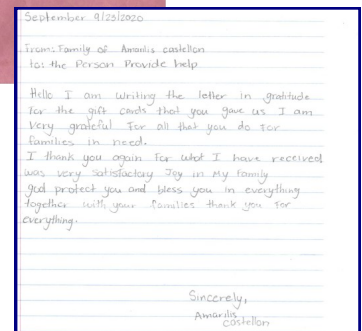 September 9/23/2020
From: Family of Amarilis castellon
to: the Person Provide help
Hello I am writing the letter in gratitude
For the gift cards that you gave us I am
very grateful For all that you do For
families in need.
I thank you again For what I have received
was very satisfactory Joy in My family
god protect you and bless you in everything
together with your families thank you For
everything.
Sincerely,
Amarilis
castellon